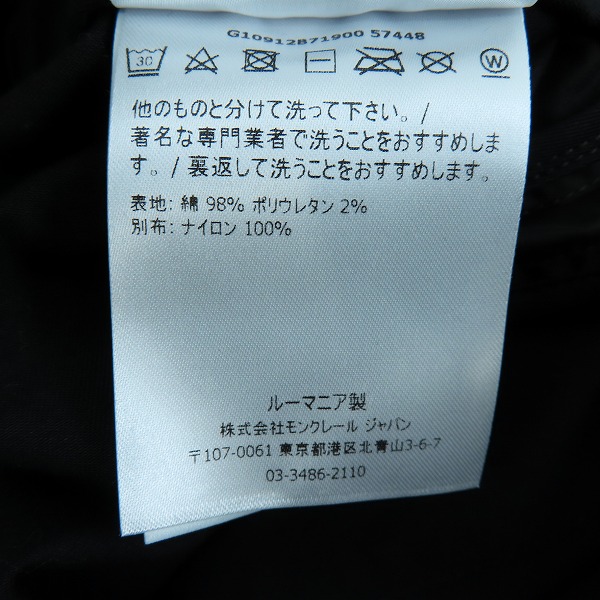 G10912B71900 57448
30 W
他のものと分けて洗って下さい。/
著名な専門業者で洗うことをおすすめしま
す。/ 裏返して洗うことをおすすめします。
表地: 綿 98% ポリウレタン 2%
別布: ナイロン 100%
ルーマニア製
株式会社モンクレール ジャパン
〒107-0061 東京都港区北青山3-6-7
03-3486-2110